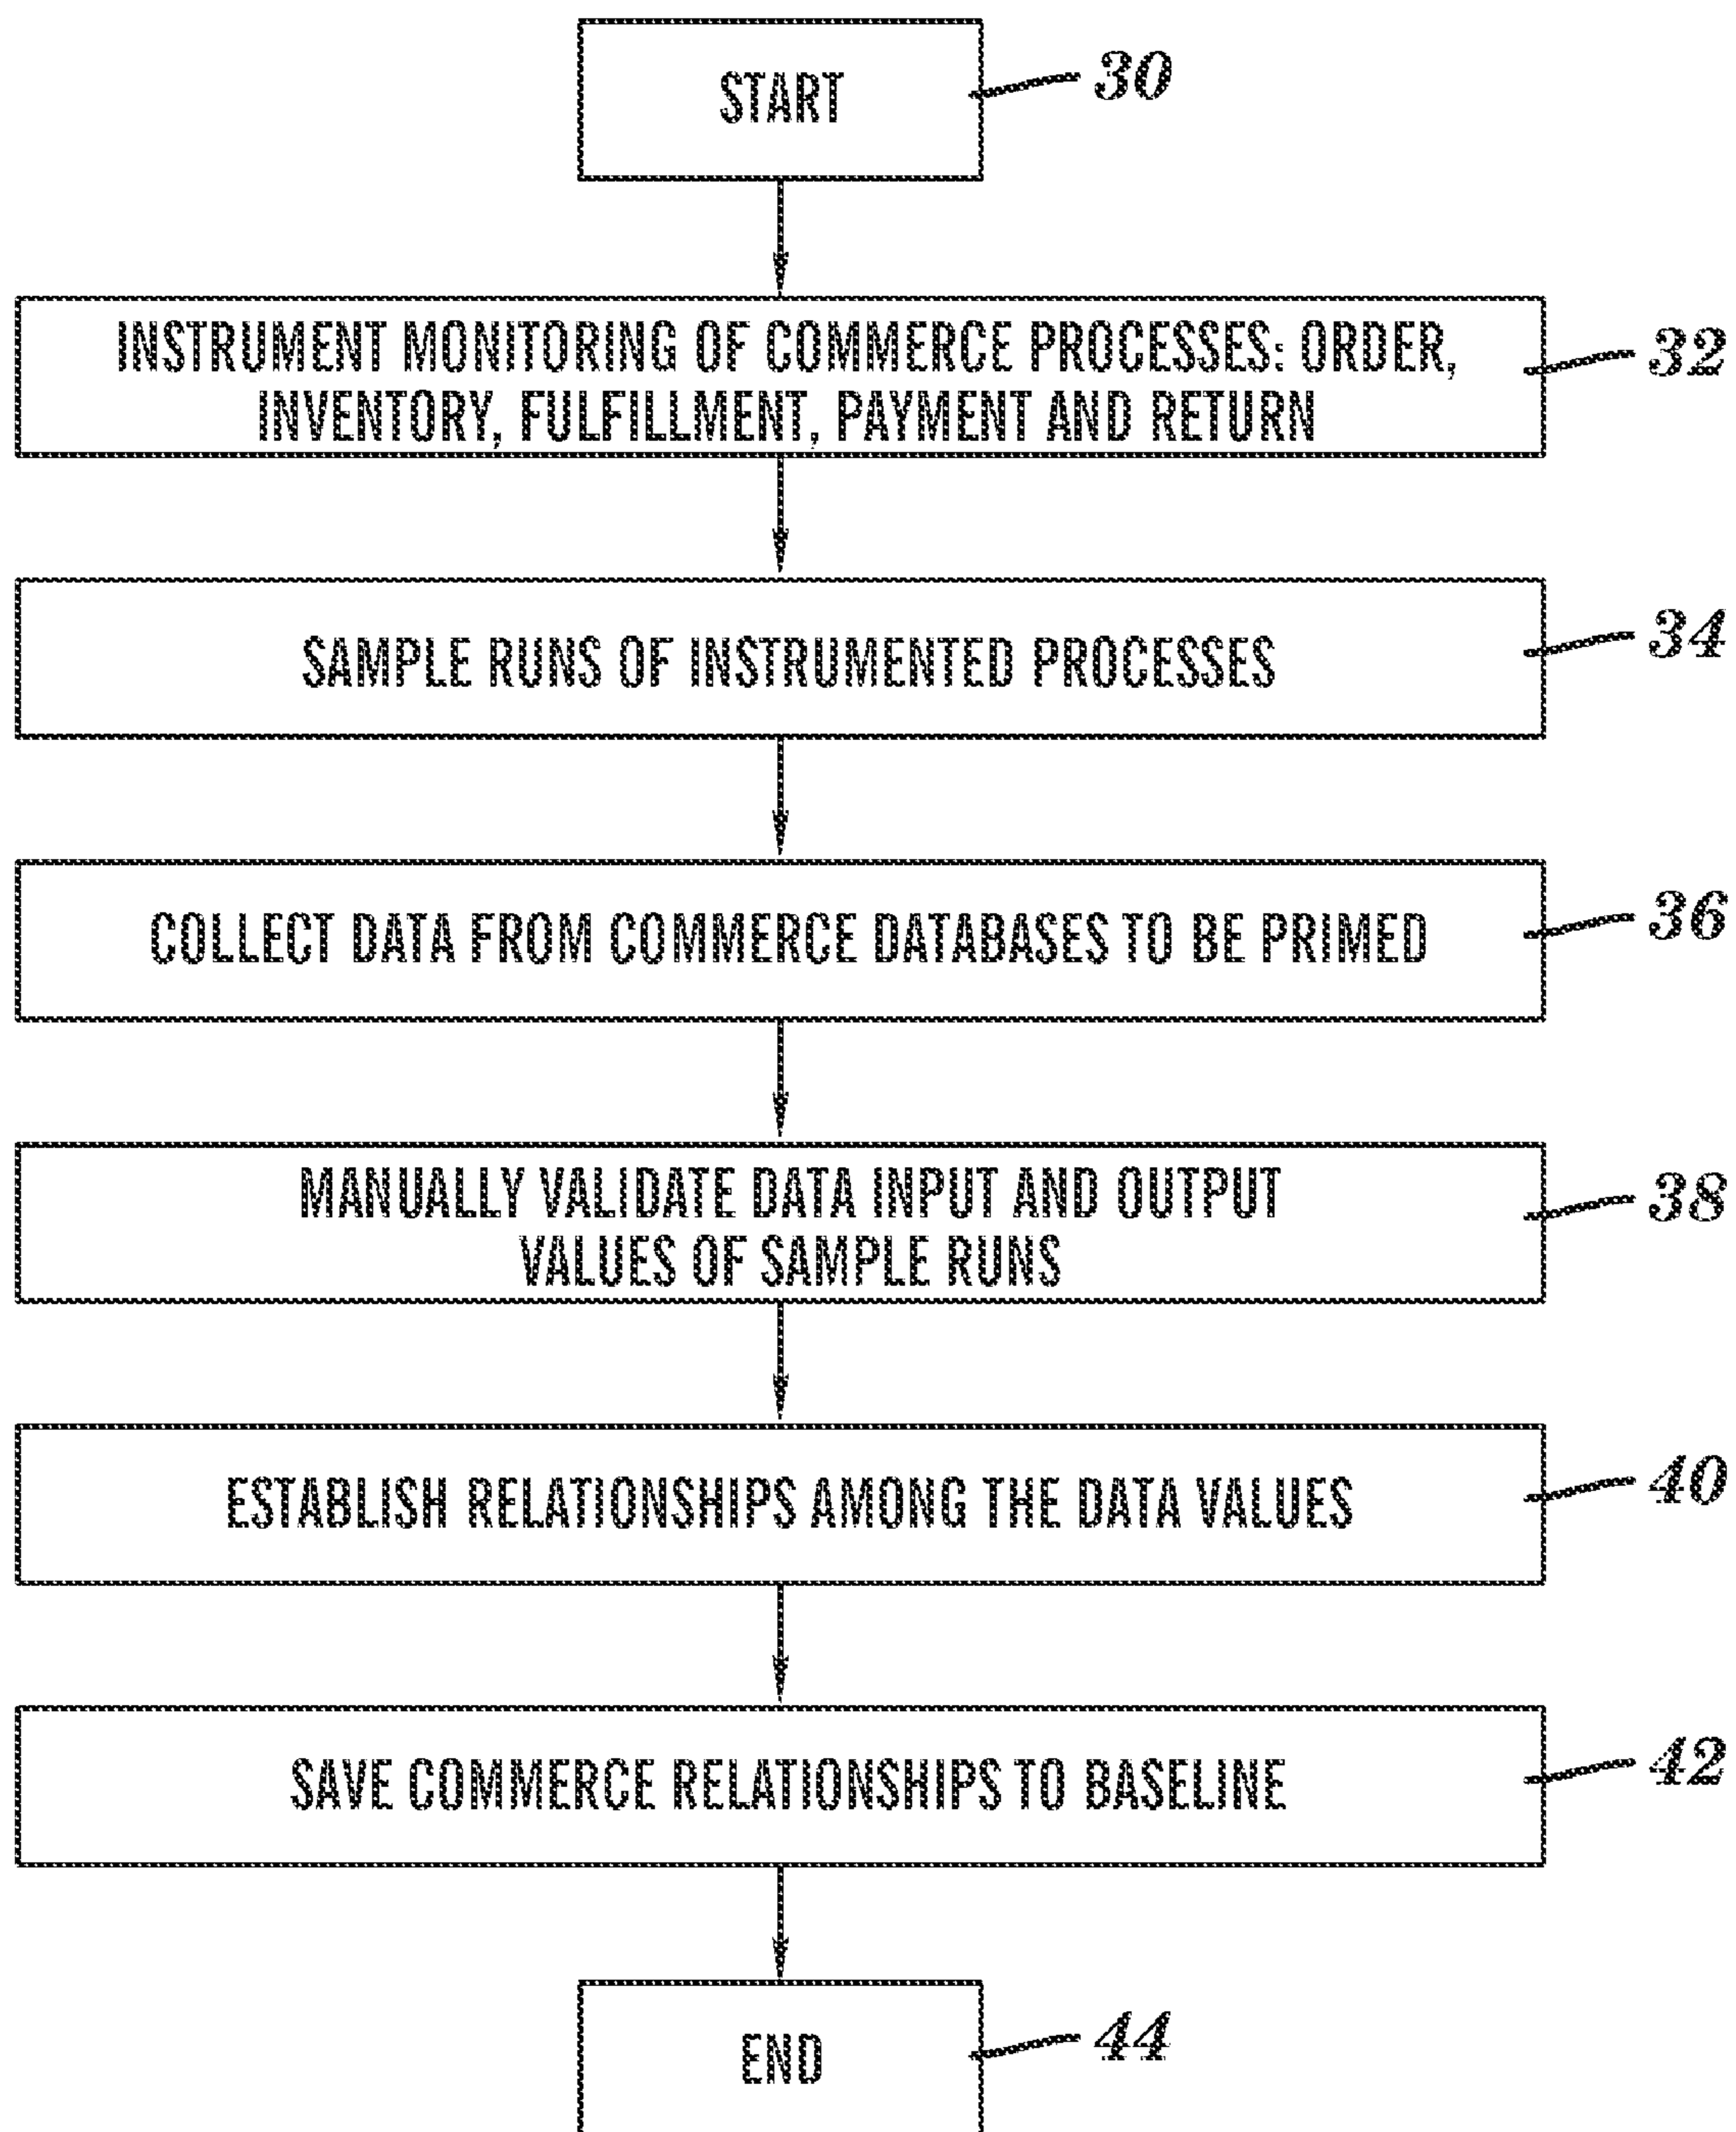 START
30
INSTRUMENT MONITORING OF COMMERCE PROCESSES: ORDER,
INVENTORY, FULFILLMENT, PAYMENT AND RETURN
32
SAMPLE RUNS OF INSTRUMENTED PROCESSES
34
COLLECT DATA FROM COMMERCE DATABASES TO BE PRIMED
36
MANUALLY VALIDATE DATA INPUT AND OUTPUT
VALUES OF SAMPLE RUNS
38
ESTABLISH RELATIONSHIPS AMONG THE DATA VALUES
40
SAVE COMMERCE RELATIONSHIPS TO BASELINE
42
END
44